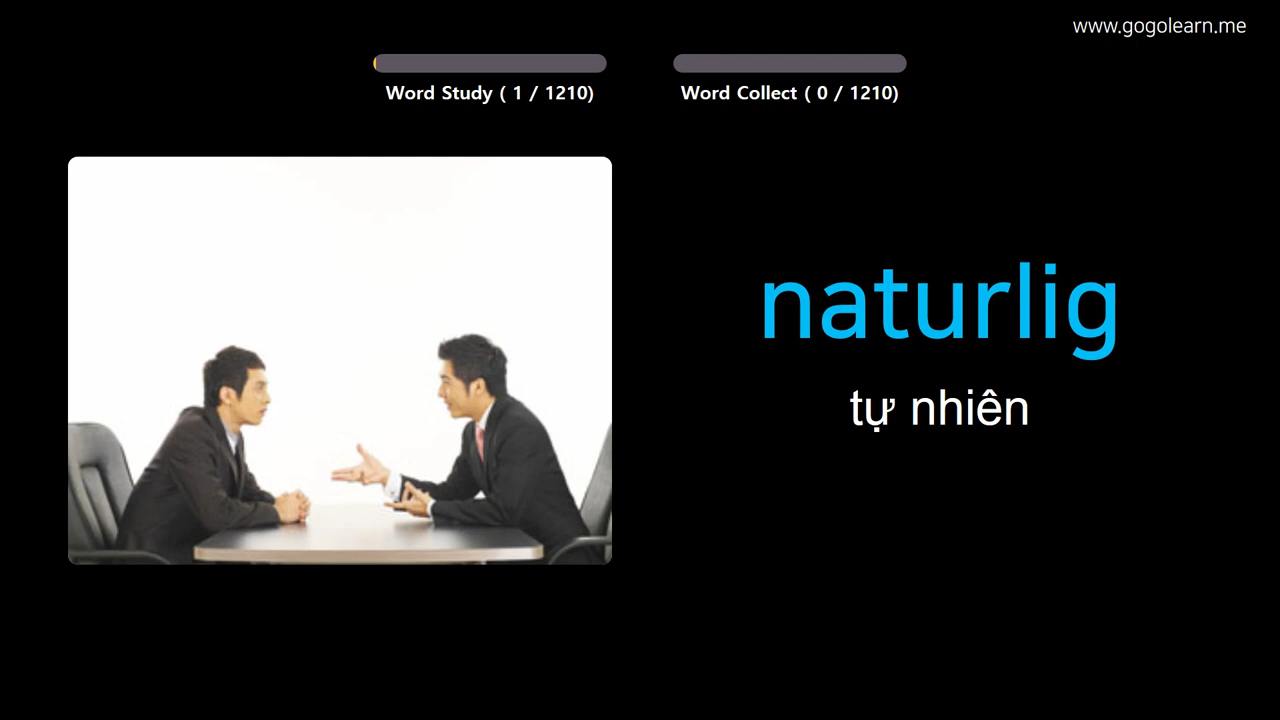 www.gogolearn.me
Word Study ( 1 / 1210)
Word Collect ( 0 / 1210)
naturlig
tự nhiên